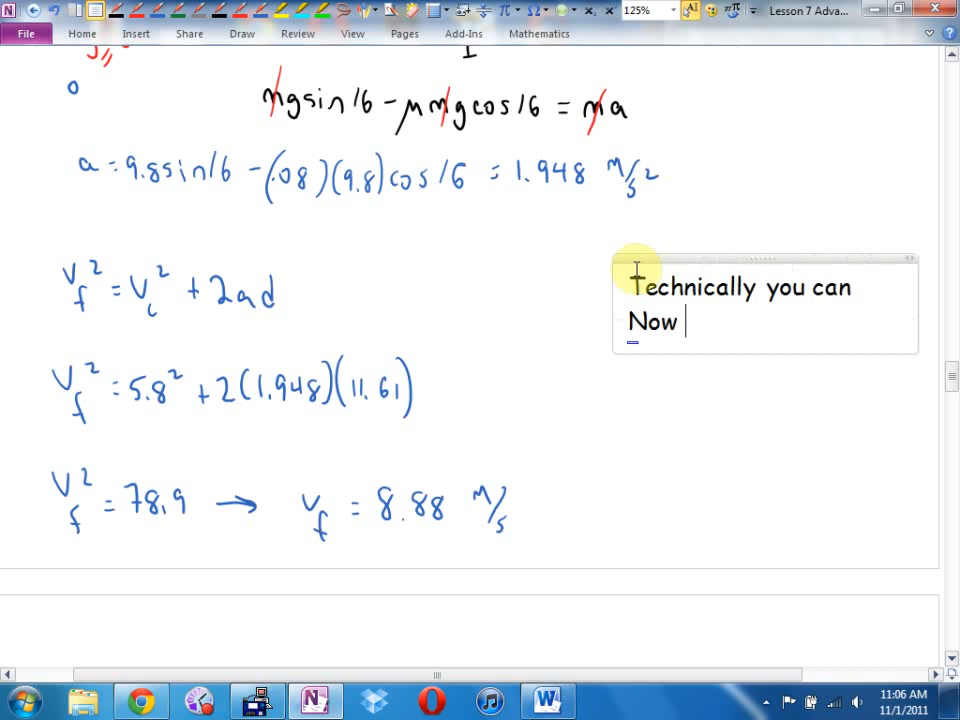 125%
Lesson 7 Adva...
File Home Insert Share Draw Review View Pages Add-Ins Mathematics
0
mgsin16 - μmgcos16 = ma
a = 9.8sin16 - (.08)(9.8)cos16 = 1.948 m/s²
Vf² = Vi² + 2ad
Technically you can
Now
Vf² = 5.8² + 2(1.948)(11.61)
Vf² = 78.9 → Vf = 8.88 m/s
11:06 AM
11/1/2011